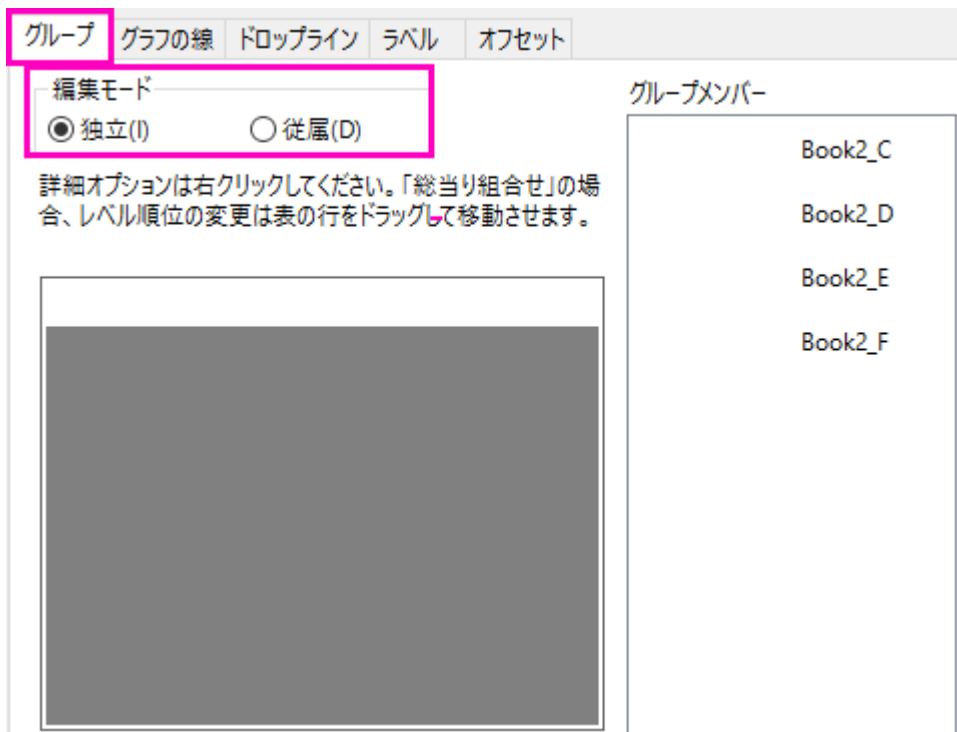 グループ グラフの線 ドロップライン ラベル オフセット
編集モード
独立(I) 従属(D)
詳細オプションは右クリックしてください。「総当り組合せ」の場
合、レベル順位の変更は表の行をドラッグして移動させます。
グループメンバー
Book2_C
Book2_D
Book2_E
Book2_F